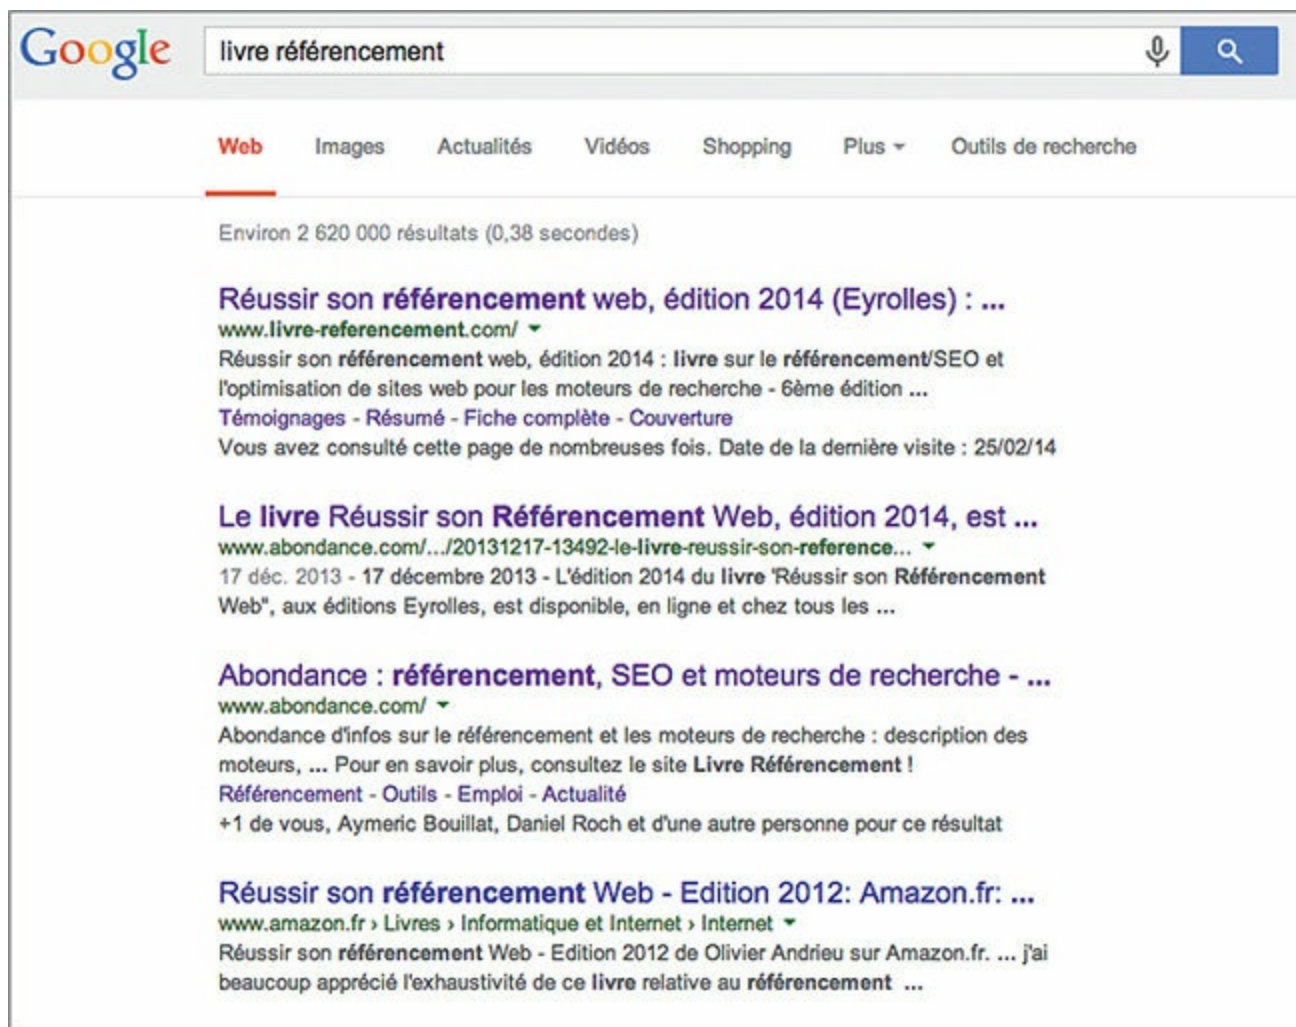 Google livre référencement
Web Images Actualités Vidéos Shopping Plus Outils de recherche
Environ 2 620 000 résultats (0,38 secondes)
Réussir son référencement web, édition 2014 (Eyrolles) : ...
www.livre-referencement.com/
Réussir son référencement web, édition 2014 : livre sur le référencement/SEO et
l'optimisation de sites web pour les moteurs de recherche - 6ème édition ...
Témoignages - Résumé - Fiche complète - Couverture
Vous avez consulté cette page de nombreuses fois. Date de la dernière visite : 25/02/14
Le livre Réussir son Référencement Web, édition 2014, est ...
www.abondance.com/.../20131217-13492-le-livre-reussir-son-reference...
17 déc. 2013 - 17 décembre 2013 - L'édition 2014 du livre 'Réussir son Référencement
Web", aux éditions Eyrolles, est disponible, en ligne et chez tous les ...
Abondance : référencement, SEO et moteurs de recherche - ...
www.abondance.com/
Abondance d'infos sur le référencement et les moteurs de recherche : description des
moteurs, ... Pour en savoir plus, consultez le site Livre Référencement !
Référencement - Outils - Emploi - Actualité
+1 de vous, Aymeric Bouillat, Daniel Roch et d'une autre personne pour ce résultat
Réussir son référencement Web - Edition 2012: Amazon.fr: ...
www.amazon.fr › Livres › Informatique et Internet › Internet
Réussir son référencement Web - Edition 2012 de Olivier Andrieu sur Amazon.fr. ... j'ai
beaucoup apprécié l'exhaustivité de ce livre relative au référencement ...